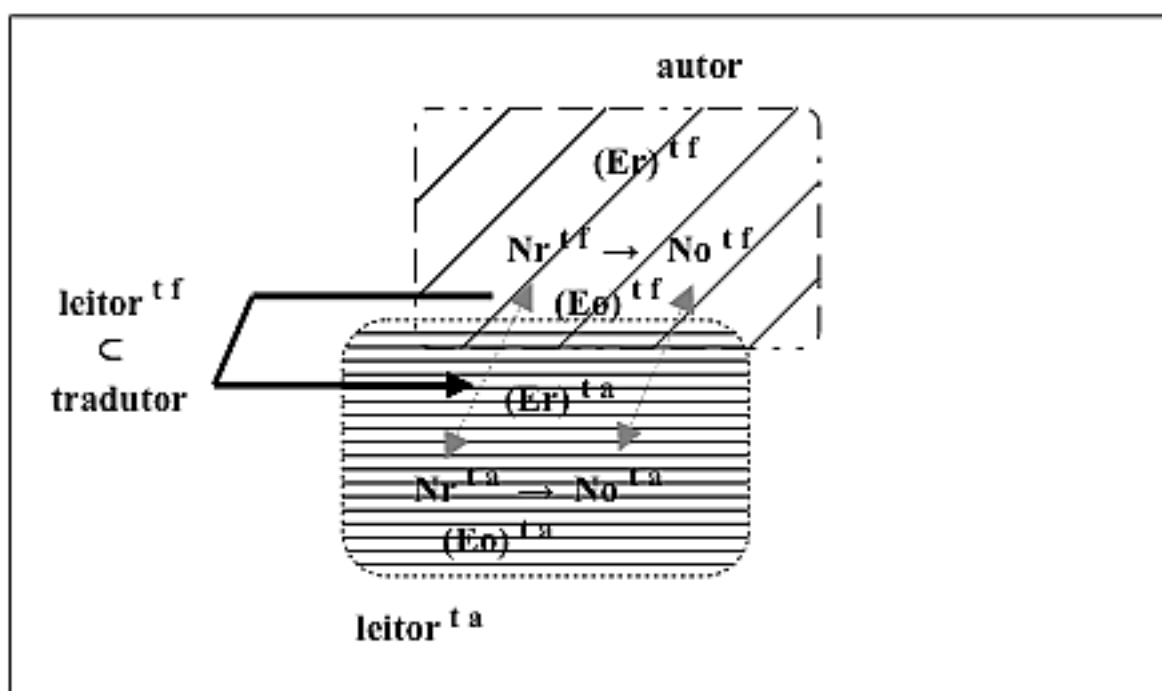 autor
(Er) t f
Nr t f → No t f
(Eo) t f
leitor t f
⊂
tradutor
(Er) t a
Nr t a → No t a
(Eo) t a
leitor t a